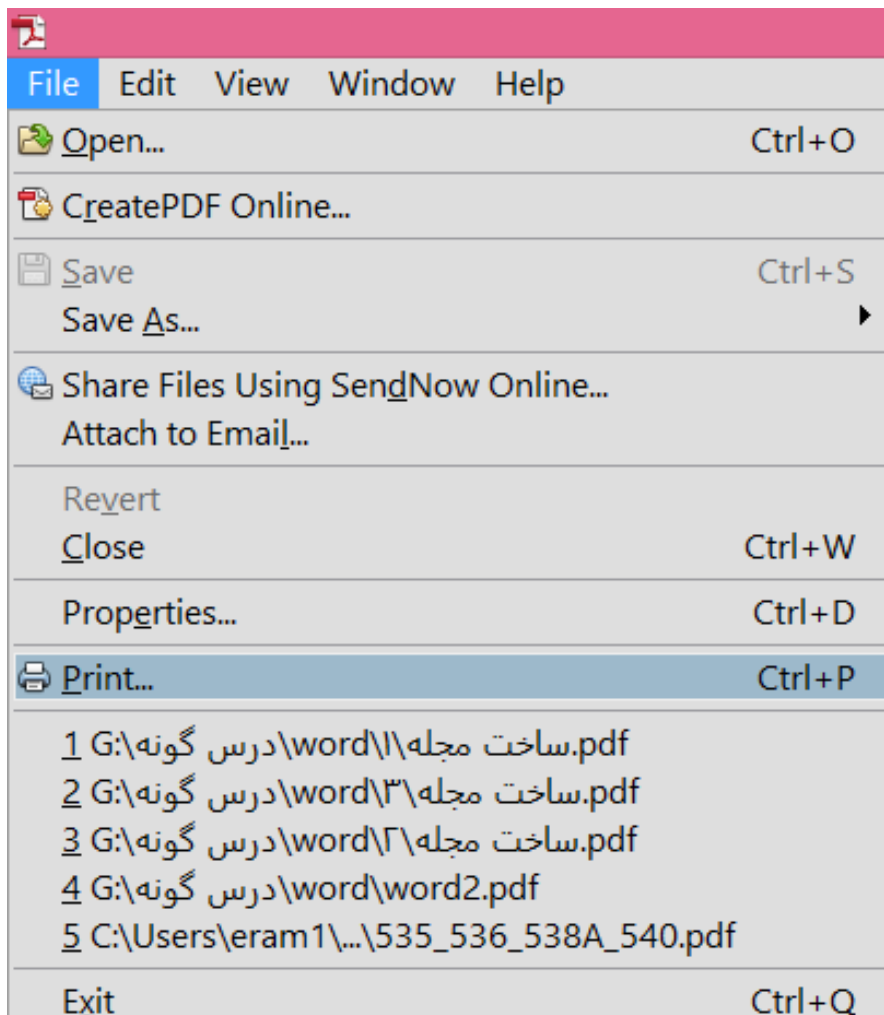 File Edit View Window Help
Open... Ctrl+O
CreatePDF Online...
Save Ctrl+S
Save As...
Share Files Using SendNow Online...
Attach to Email...
Revert
Close Ctrl+W
Properties... Ctrl+D
Print... Ctrl+P
1 G:\درس گونه\word\ساخت مجله\۱.pdf
2 G:\درس گونه\word\ساخت مجله\۳.pdf
3 G:\درس گونه\word\ساخت مجله\۲.pdf
4 G:\درس گونه\word\word2.pdf
5 C:\Users\eram1\...\535_536_538A_540.pdf
Exit Ctrl+Q